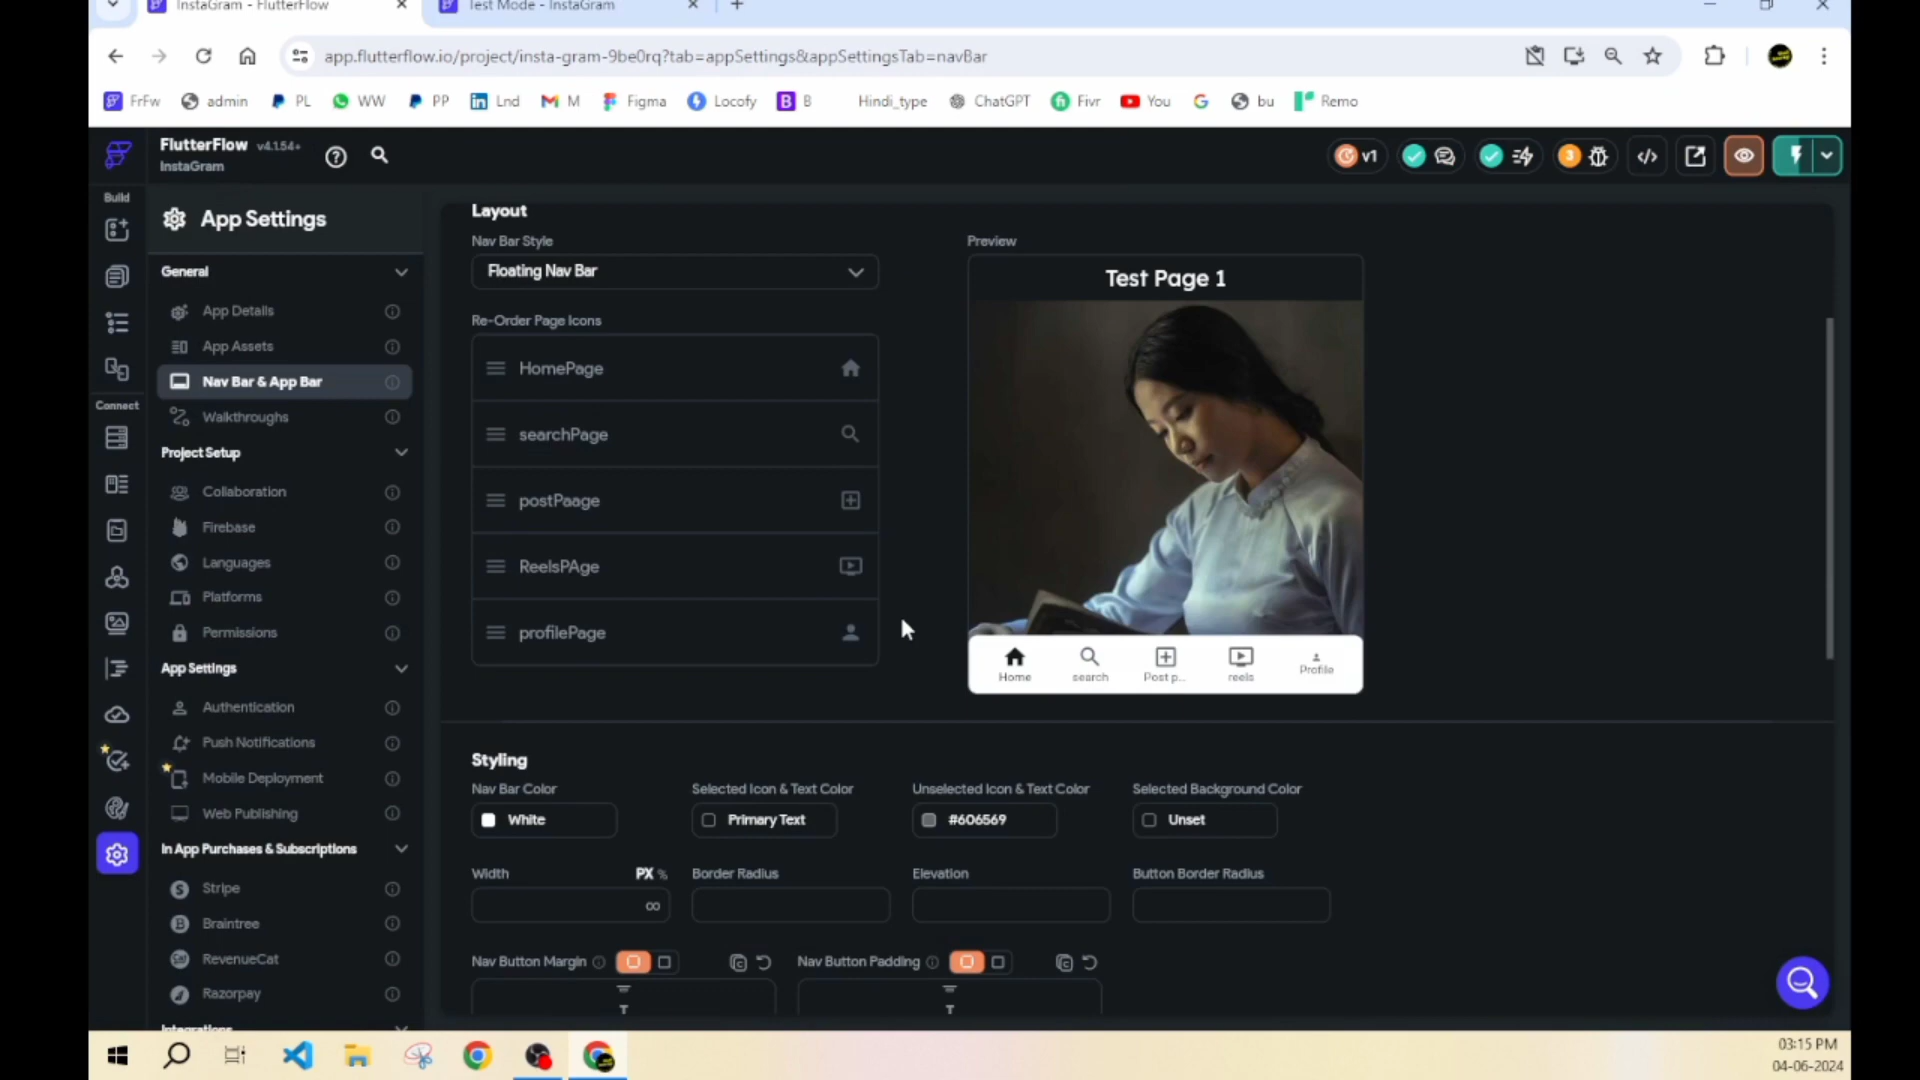 InstaGram - FlutterFlow
Test Mode - InstaGram
app.flutterflow.io/project/insta-gram-9be0rq?tab=appSettings&appSettingsTab=navBar
FrFw admin PL WW PP Lnd M Figma Locofy B Hindi_type ChatGPT Fivr You bu Remo
FlutterFlow v4.1.54+
InstaGram
v1
3
Build
Connect
App Settings
General
App Details
App Assets
Nav Bar & App Bar
Walkthroughs
Project Setup
Collaboration
Firebase
Languages
Platforms
Permissions
App Settings
Authentication
Push Notifications
Mobile Deployment
Web Publishing
In App Purchases & Subscriptions
Stripe
Braintree
RevenueCat
Razorpay
Integrations
Layout
Nav Bar Style
Floating Nav Bar
Re-Order Page Icons
HomePage
searchPage
postPaage
ReelsPAge
profilePage
Preview
Test Page 1
Home search Post p... reels Profile
Styling
Nav Bar Color
White
Selected Icon & Text Color
Primary Text
Unselected Icon & Text Color
#606569
Selected Background Color
Unset
Width PX %
∞
Border Radius
Elevation
Button Border Radius
Nav Button Margin
Nav Button Padding
03:15 PM
04-06-2024